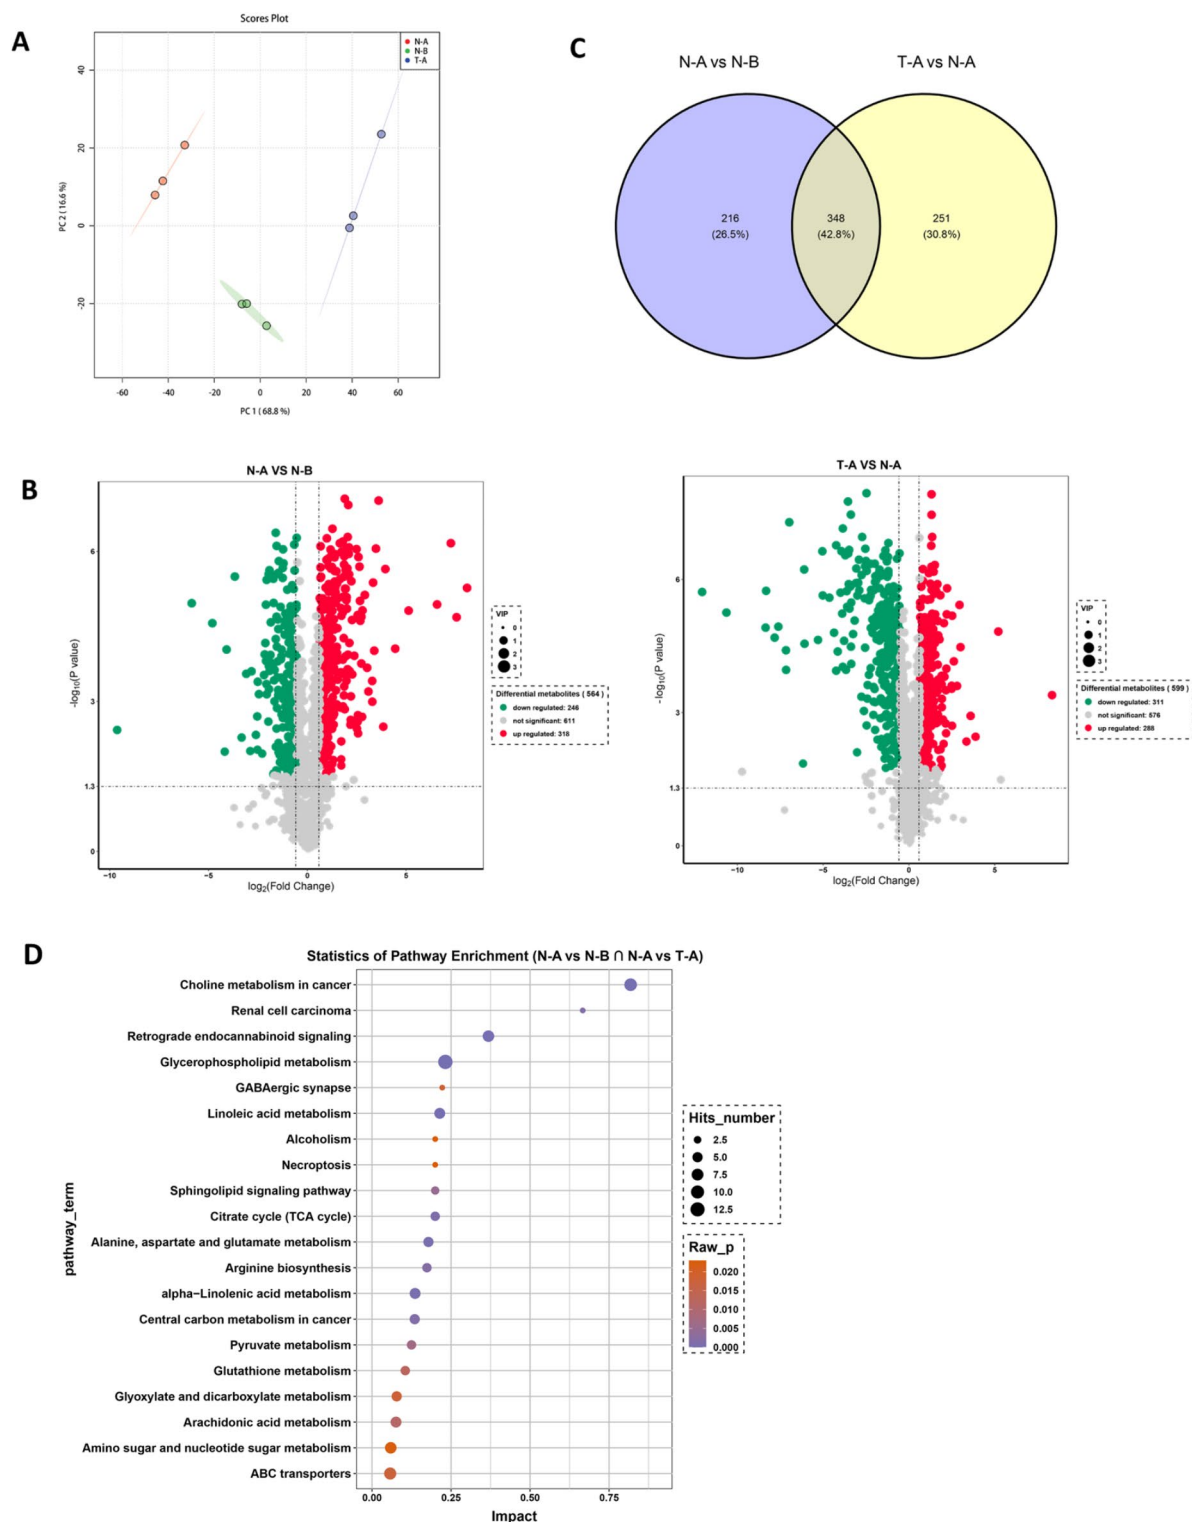 A
Scores Plot
N-A
N-B
T-A
PC 2 ( 16.6 %)
40
20
0
-20
-60
-40
-20
0
20
40
60
PC 1 ( 68.8 %)
C
N-A vs N-B
T-A vs N-A
216
(26.5%)
348
(42.8%)
251
(30.8%)
B
N-A VS N-B
-log10(P value)
6
3
1.3
0
−10
−5
0
5
log2(Fold Change)
VIP
0
1
2
3
Differential metabolites ( 564 )
down regulated: 246
not significant: 611
up regulated: 318
T-A VS N-A
-log10(P value)
6
3
1.3
0
−10
−5
0
5
log2(Fold Change)
VIP
0
1
2
3
Differential metabolites ( 599 )
down regulated: 311
not significant: 576
up regulated: 288
D
Statistics of Pathway Enrichment (N-A vs N-B ∩ N-A vs T-A)
pathway_term
Choline metabolism in cancer
Renal cell carcinoma
Retrograde endocannabinoid signaling
Glycerophospholipid metabolism
GABAergic synapse
Linoleic acid metabolism
Alcoholism
Necroptosis
Sphingolipid signaling pathway
Citrate cycle (TCA cycle)
Alanine, aspartate and glutamate metabolism
Arginine biosynthesis
alpha−Linolenic acid metabolism
Central carbon metabolism in cancer
Pyruvate metabolism
Glutathione metabolism
Glyoxylate and dicarboxylate metabolism
Arachidonic acid metabolism
Amino sugar and nucleotide sugar metabolism
ABC transporters
0.00
0.25
0.50
0.75
Impact
Hits_number
2.5
5.0
7.5
10.0
12.5
Raw_p
0.020
0.015
0.010
0.005
0.000